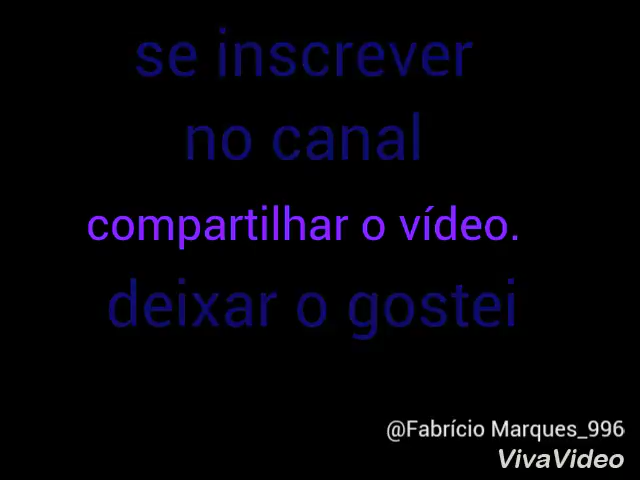 se inscrever
no canal
compartilhar o vídeo.
deixar o gostei
@Fabrício Marques_996
VivaVideo